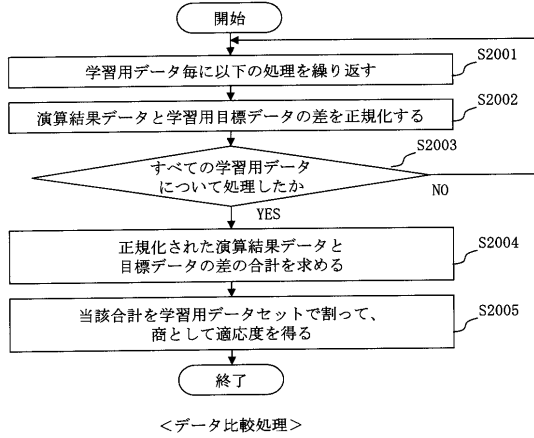 開始
学習用データ毎に以下の処理を繰り返す
S2001
演算結果データと学習用目標データの差を正規化する
S2002
すべての学習用データ
について処理したか
S2003
NO
YES
正規化された演算結果データと
目標データの差の合計を求める
S2004
当該合計を学習用データセットで割って、
商として適応度を得る
S2005
終了
<データ比較処理>